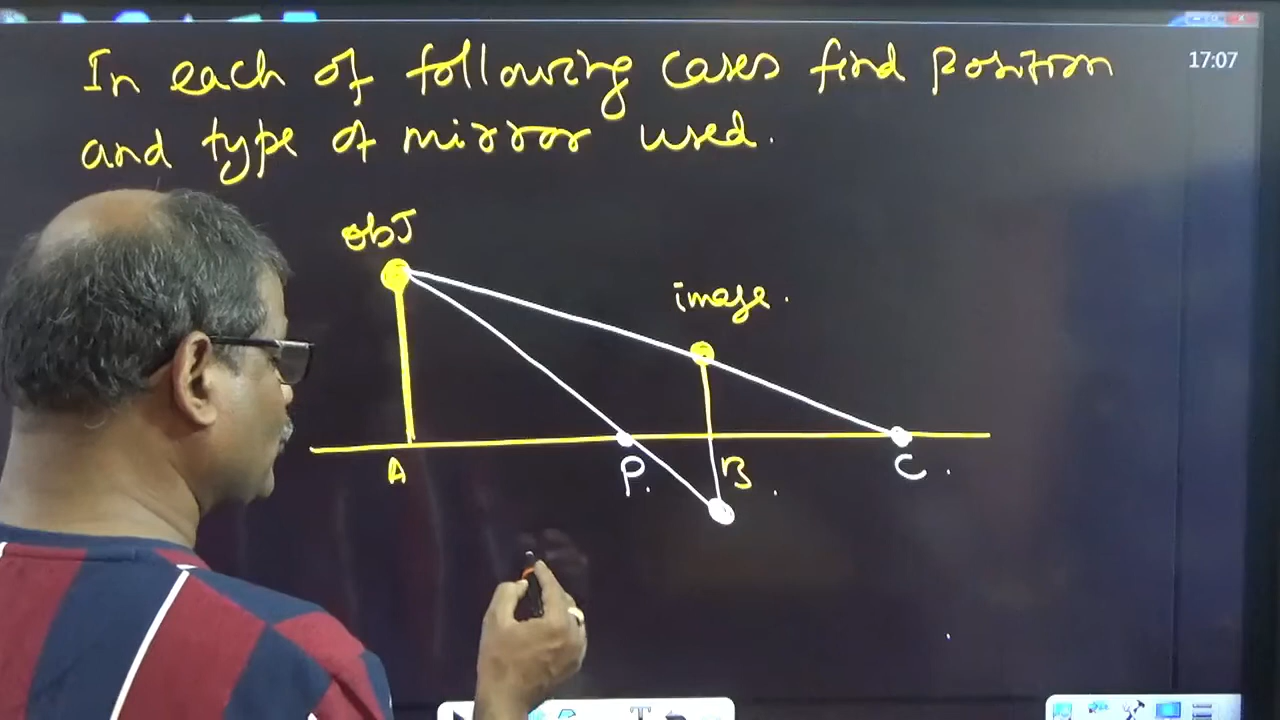 In each of following cases find position
17:07
and type of mirror used.
obJ
image.
A
P.
B.
C.